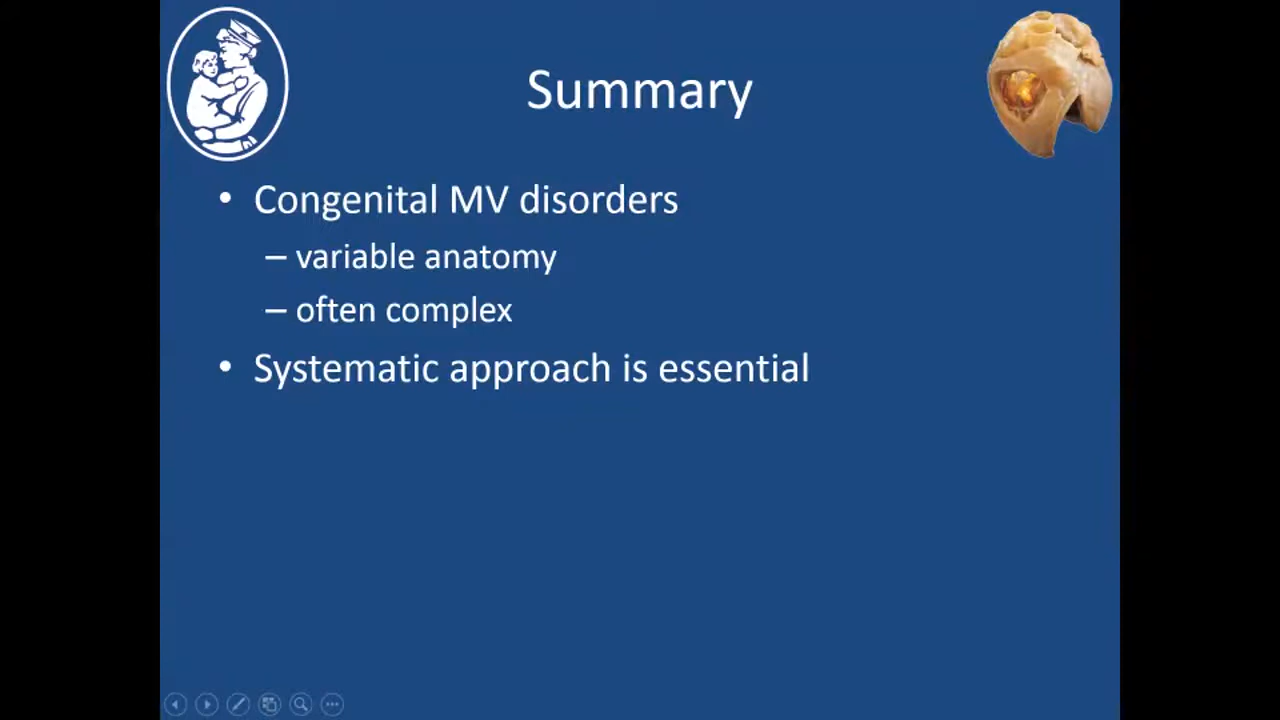 Summary
• Congenital MV disorders
– variable anatomy
– often complex
• Systematic approach is essential